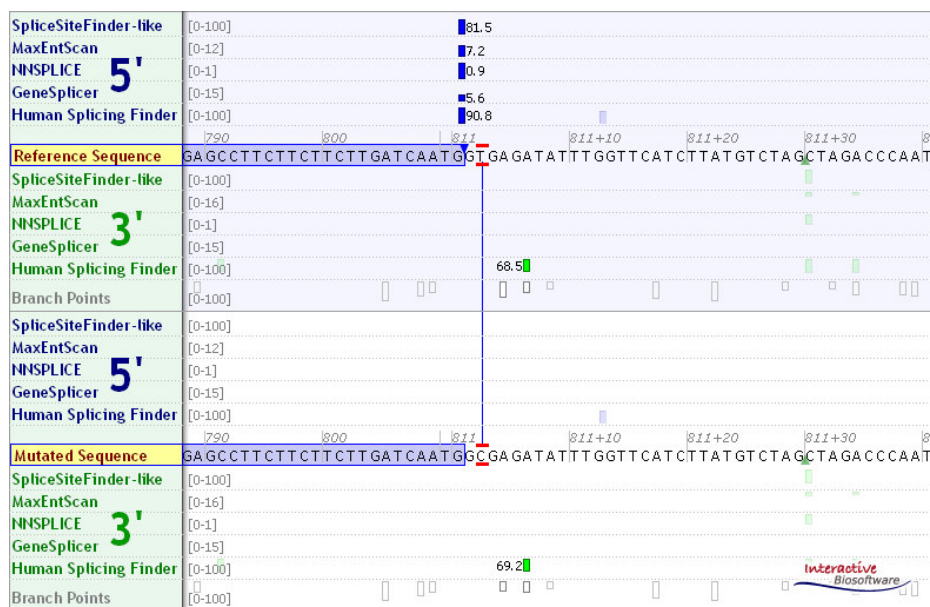 SpliceSiteFinder-like [0-100] 81.5
MaxEntScan [0-12] 7.2
NNSPLICE [0-1] 0.9
GeneSplicer [0-15] 5.6
Human Splicing Finder [0-100] 90.8
5'
790 800 811 811+10 811+20 811+30 8
Reference Sequence GAGCCTTCTTCTTCTTGATCAATGGTGAGATATTTGGTTCATCTTATGTCTAGCTAGACCCAAT
SpliceSiteFinder-like [0-100]
MaxEntScan [0-16]
NNSPLICE [0-1]
GeneSplicer [0-15]
Human Splicing Finder [0-100] 68.5
3'
Branch Points [0-100]
SpliceSiteFinder-like [0-100]
MaxEntScan [0-12]
NNSPLICE [0-1]
GeneSplicer [0-15]
Human Splicing Finder [0-100]
5'
790 800 811 811+10 811+20 811+30 8
Mutated Sequence GAGCCTTCTTCTTCTTGATCAATGGCGAGATATTTGGTTCATCTTATGTCTAGCTAGACCCAAT
SpliceSiteFinder-like [0-100]
MaxEntScan [0-16]
NNSPLICE [0-1]
GeneSplicer [0-15]
Human Splicing Finder [0-100] 69.2
3'
Branch Points [0-100]
Interactive
Biosoftware